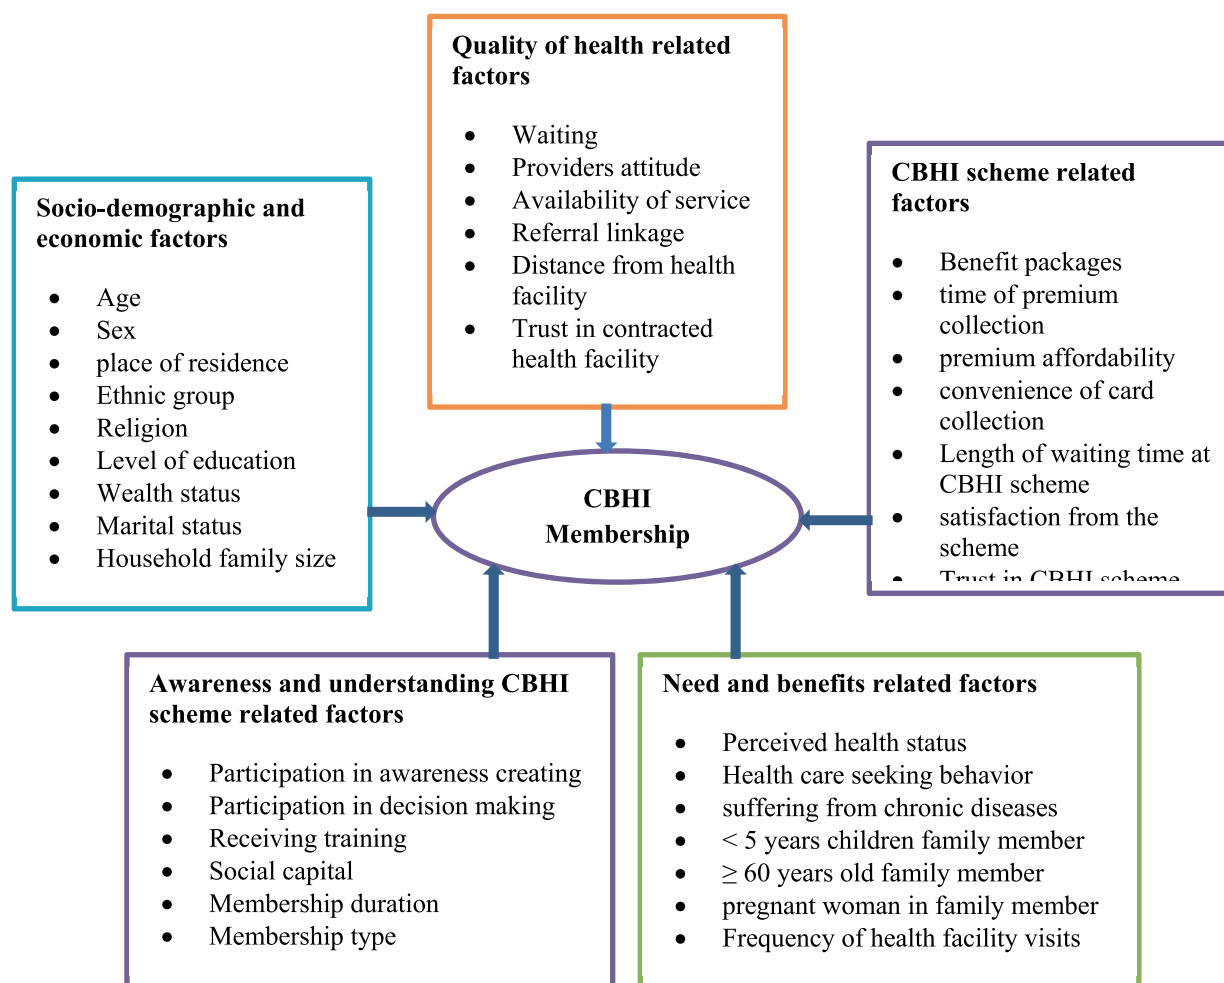 Quality of health related
factors
• Waiting
• Providers attitude
• Availability of service
• Referral linkage
• Distance from health
facility
• Trust in contracted
health facility
Socio-demographic and
economic factors
• Age
• Sex
• place of residence
• Ethnic group
• Religion
• Level of education
• Wealth status
• Marital status
• Household family size
CBHI scheme related
factors
• Benefit packages
• time of premium
collection
• premium affordability
• convenience of card
collection
• Length of waiting time at
CBHI scheme
• satisfaction from the
scheme
• Trust in CBHI scheme
CBHI
Membership
Awareness and understanding CBHI
scheme related factors
• Participation in awareness creating
• Participation in decision making
• Receiving training
• Social capital
• Membership duration
• Membership type
Need and benefits related factors
• Perceived health status
• Health care seeking behavior
• suffering from chronic diseases
• < 5 years children family member
• ≥ 60 years old family member
• pregnant woman in family member
• Frequency of health facility visits